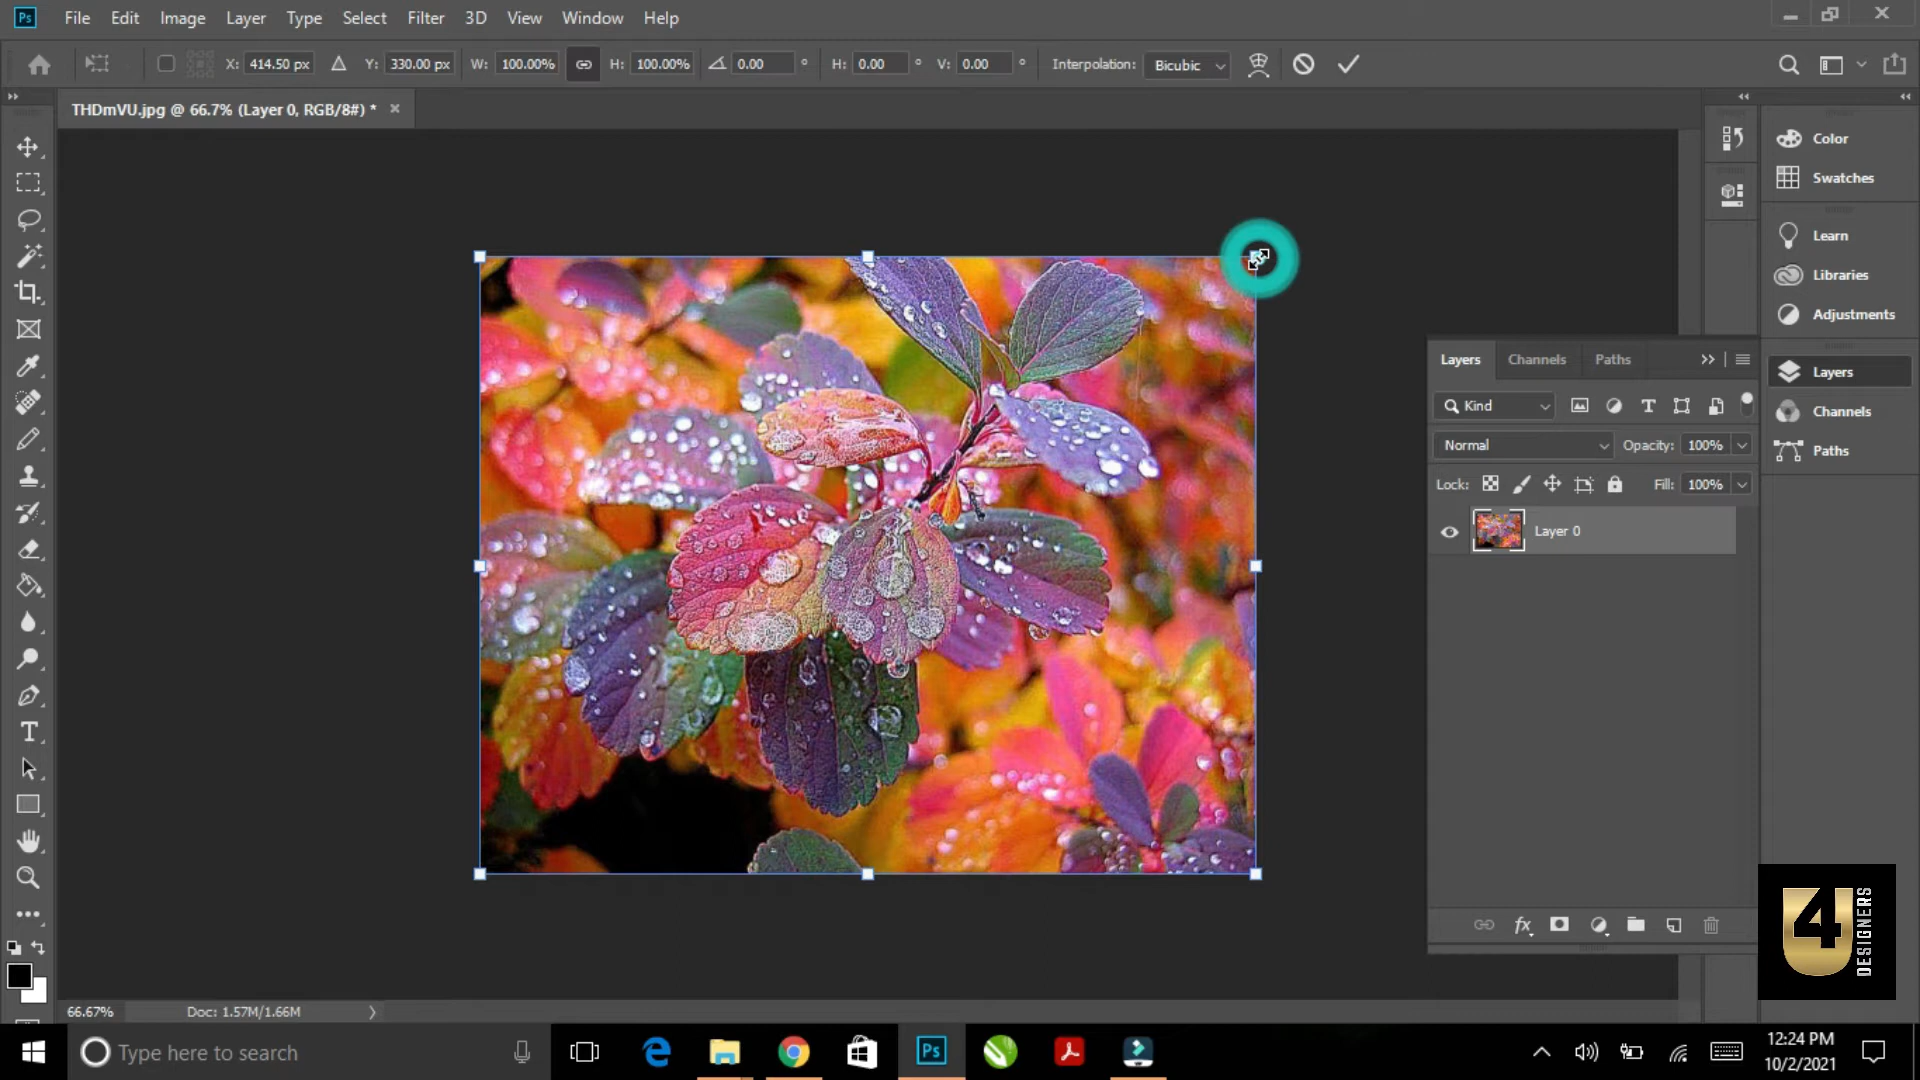 Ps File Edit Image Layer Type Select Filter 3D View Window Help
X: 414.50 px Y: 330.00 px W: 100.00% H: 100.00% 0.00 ° H: 0.00 ° V: 0.00 ° Interpolation: Bicubic
THDmVU.jpg @ 66.7% (Layer 0, RGB/8#) * ×
Color
Swatches
Learn
Libraries
Adjustments
Layers
Channels
Paths
Layers Channels Paths
Kind
Normal Opacity: 100%
Lock: Fill: 100%
Layer 0
fx
4U
DESIGNERS
66.67% Doc: 1.57M/1.66M
Type here to search
Ps
12:24 PM
10/2/2021